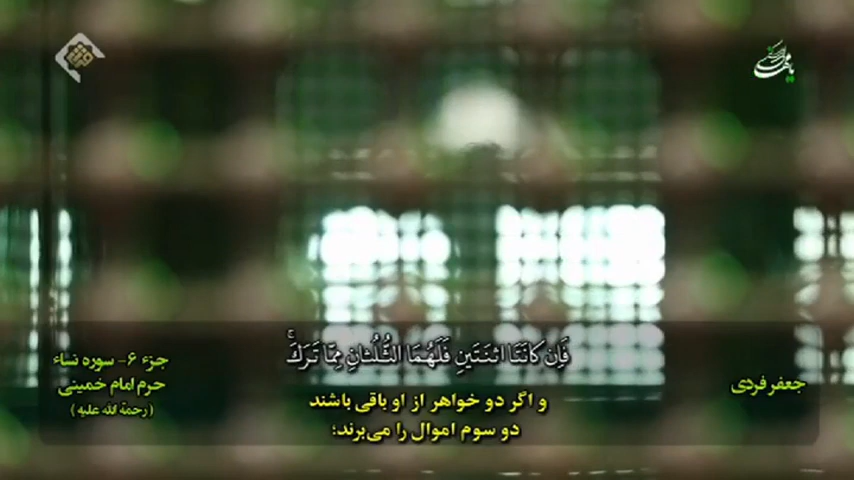 فَإِن كَانَتَا اثْنَتَيْنِ فَلَهُمَا الثُّلُثَانِ مِمَّا تَرَكَ ۚ
و اگر دو خواهر از او باقی باشند
دو سوم اموال را می‌برند؛
جزء ۶- سوره نساء
حرم امام خمینی
(رحمة الله علیه)
جعفر فردی